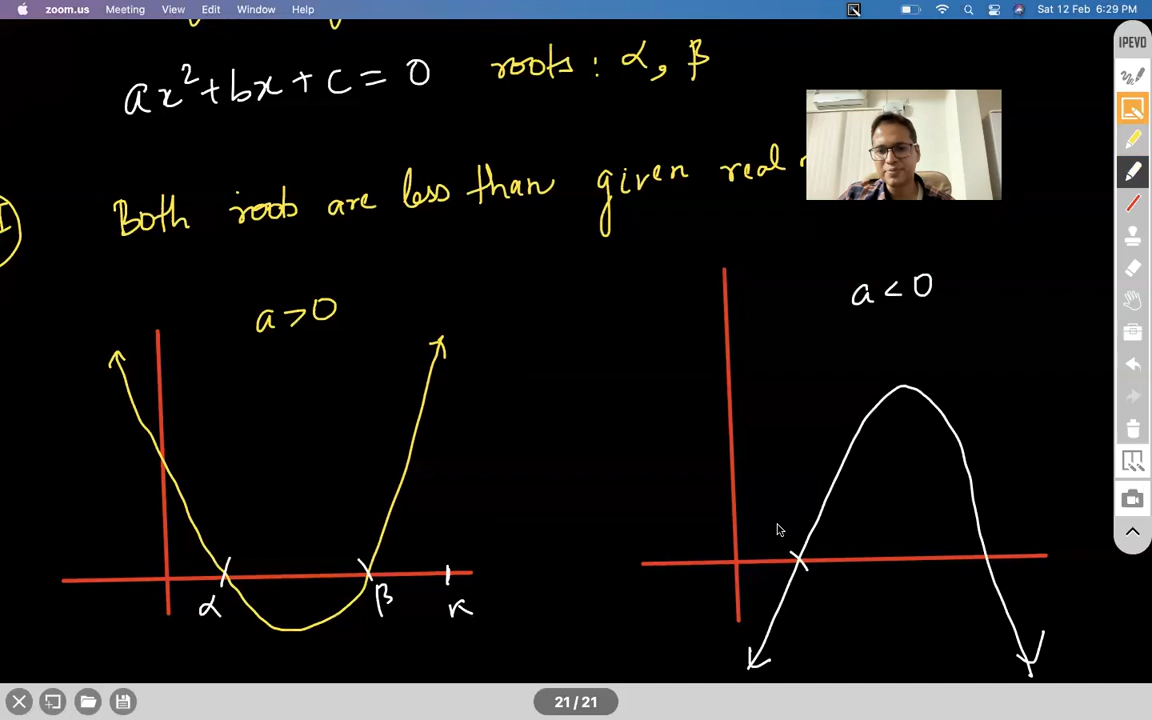 zoom.us Meeting View Edit Window Help Sat 12 Feb 6:29 PM
IPEVO
ax²+bx+c=0 roots: α, β
I
Both roots are less than given real
a>0
a<0
α β K
21/21